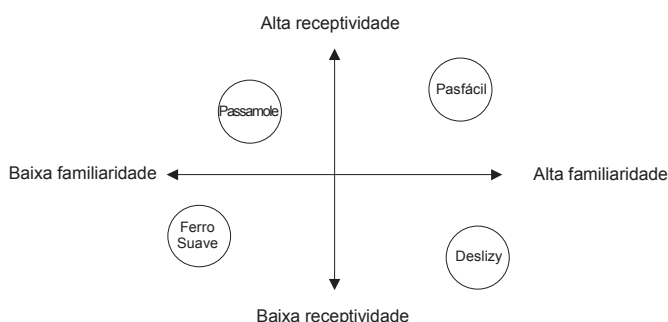 Alta receptividade
Pasfácil
Passamole
Baixa familiaridade
Alta familiaridade
Ferro
Suave
Deslizy
Baixa receptividade